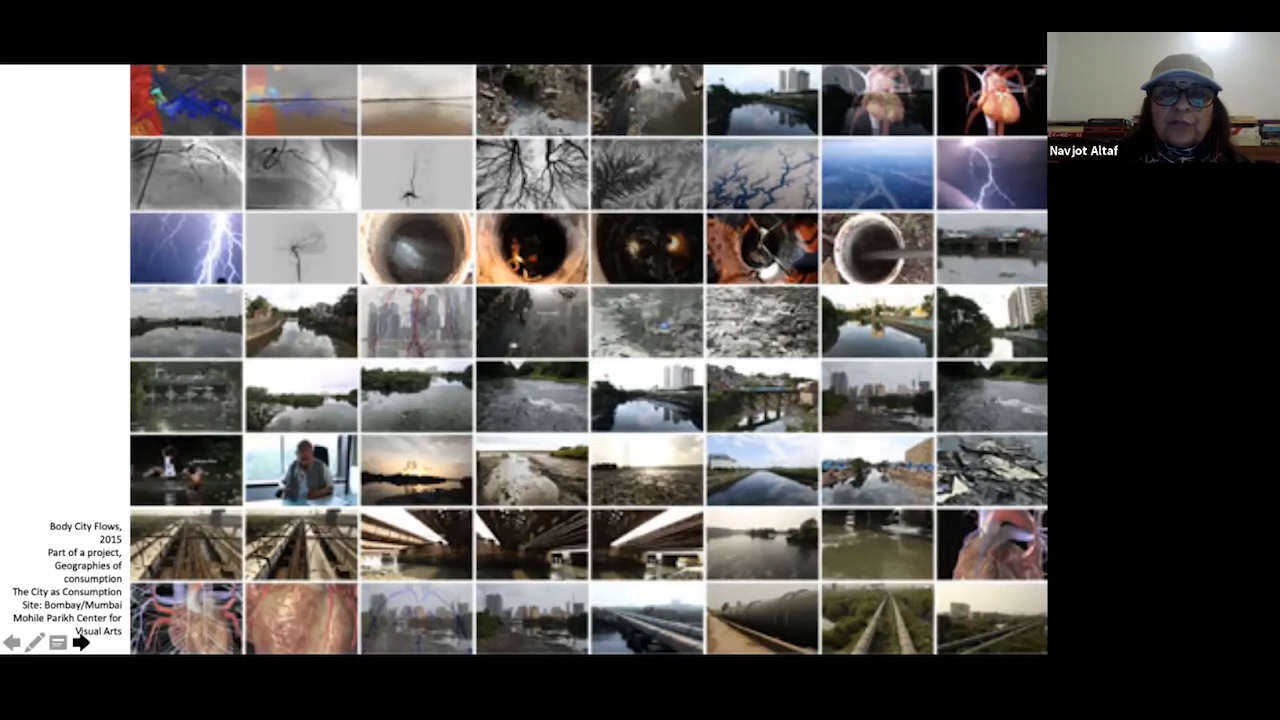 Navjot Altaf
Body City Flows,
2015
Part of a project,
Geographies of
consumption
The City as Consumption
Site: Bombay/Mumbai
Mohile Parikh Center for
Visual Arts